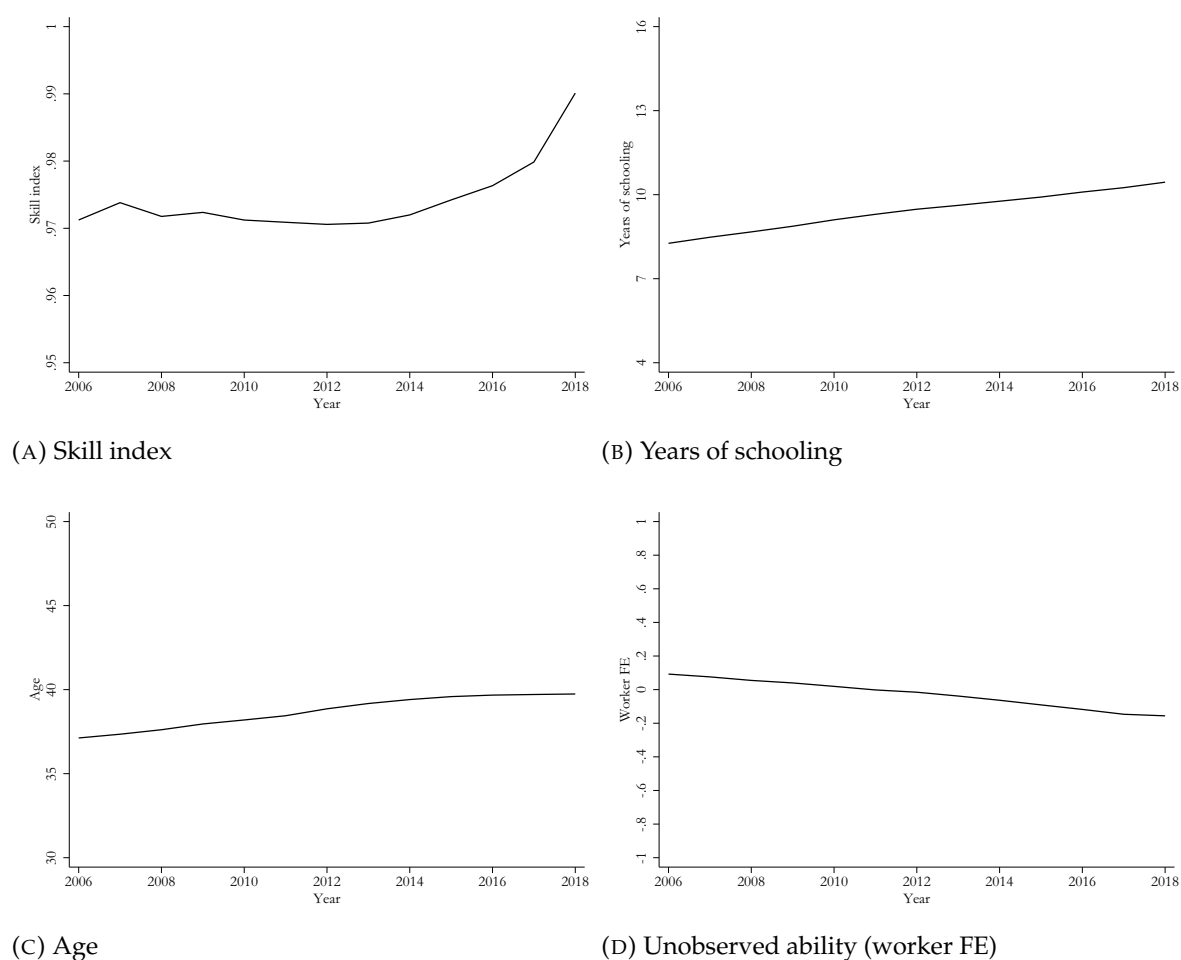 1
.99
.98
.97
.96
.95
Skill index
2006 2008 2010 2012 2014 2016 2018
Year
(A) Skill index
16
13
10
7
4
Years of schooling
2006 2008 2010 2012 2014 2016 2018
Year
(B) Years of schooling
50
45
40
35
30
Age
2006 2008 2010 2012 2014 2016 2018
Year
(C) Age
1
.8
.6
.4
.2
0
-.2
-.4
-.6
-.8
-1
Worker FE
2006 2008 2010 2012 2014 2016 2018
Year
(D) Unobserved ability (worker FE)